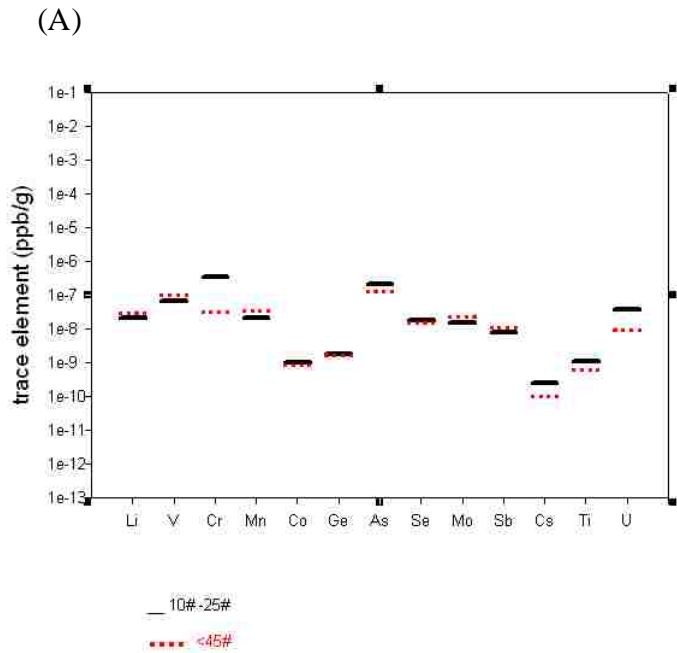 (A)
trace element (ppb/g)
1e-1
1e-2
1e-3
1e-4
1e-5
1e-6
1e-7
1e-8
1e-9
1e-10
1e-11
1e-12
1e-13
Li V Cr Mn Co Ge As Se Mo Sb Cs Ti U
10#-25#
<45#